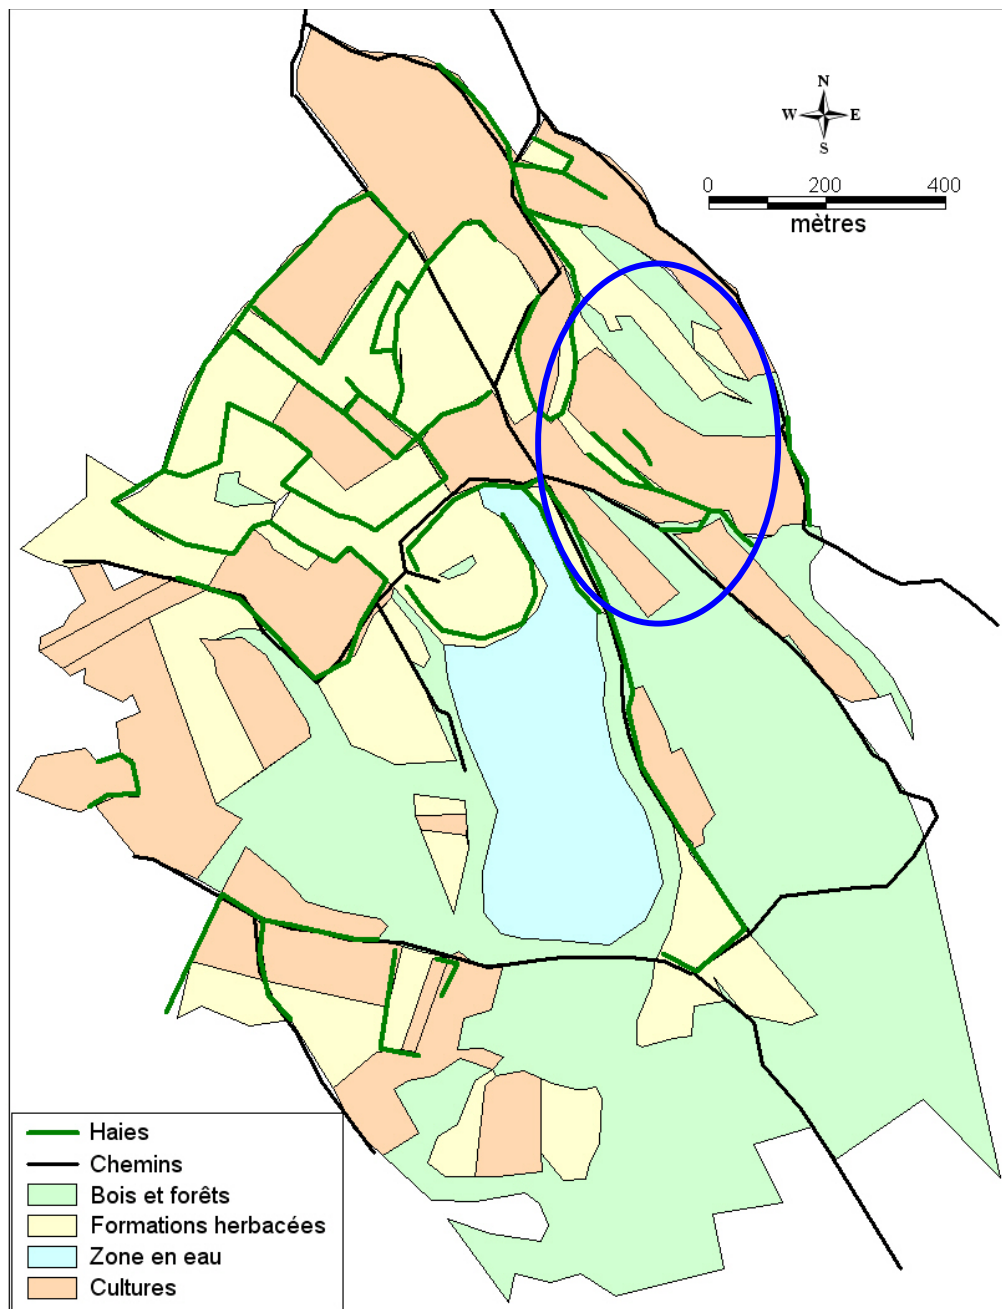 N
W E
S
0 200 400
mètres
Haies
Chemins
Bois et forêts
Formations herbacées
Zone en eau
Cultures